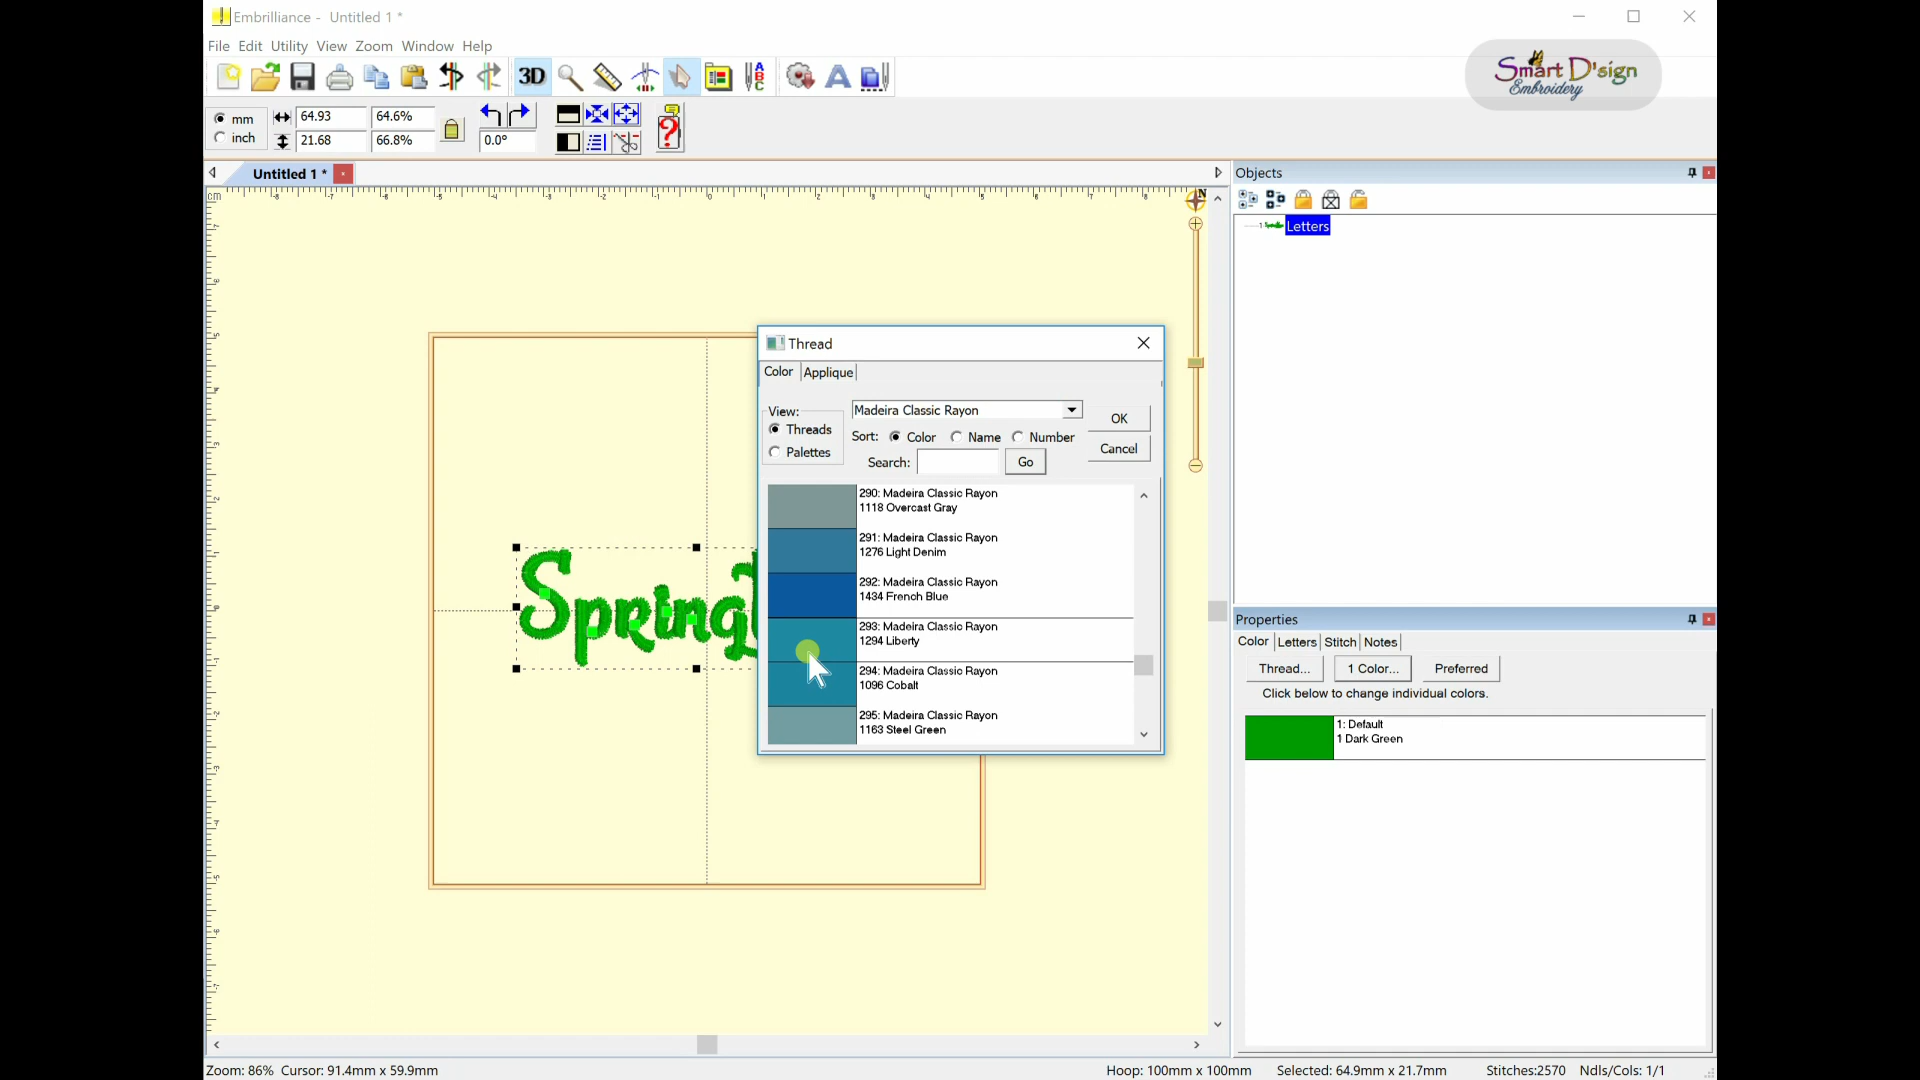 Embrilliance - Untitled 1 *
File Edit Utility View Zoom Window Help
3D
Smart D'sign
Embroidery
mm
inch
64.93
64.6%
21.68
66.8%
0.0°
Untitled 1 *
cm
N
Objects
1 Letters
Thread
Color Applique
View:
Threads
Palettes
Madeira Classic Rayon
OK
Sort: Color Name Number
Cancel
Search: Go
290: Madeira Classic Rayon
1118 Overcast Gray
291: Madeira Classic Rayon
1276 Light Denim
292: Madeira Classic Rayon
1434 French Blue
293: Madeira Classic Rayon
1294 Liberty
294: Madeira Classic Rayon
1096 Cobalt
295: Madeira Classic Rayon
1163 Steel Green
Spring
Properties
Color Letters Stitch Notes
Thread... 1 Color... Preferred
Click below to change individual colors.
1: Default
1 Dark Green
Zoom: 86% Cursor: 91.4mm x 59.9mm
Hoop: 100mm x 100mm Selected: 64.9mm x 21.7mm Stitches:2570 Ndls/Cols: 1/1